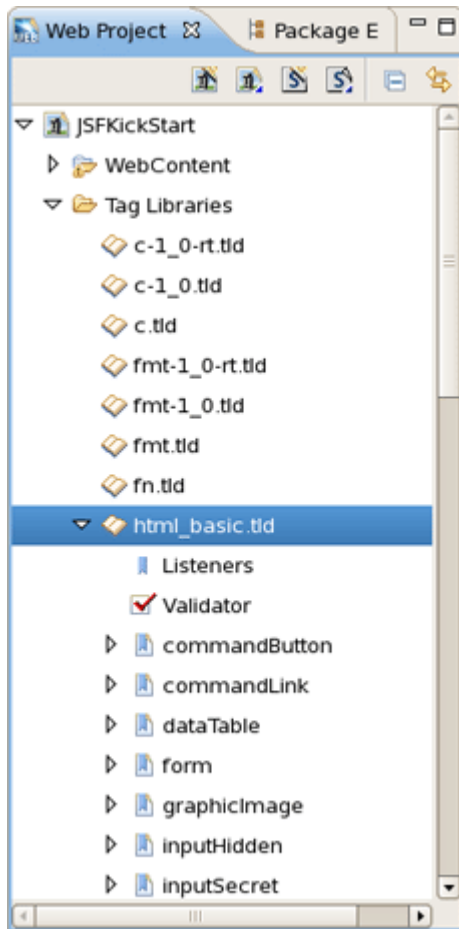 Web Project
Package E
JSFKickStart
WebContent
Tag Libraries
c-1_0-rt.tld
c-1_0.tld
c.tld
fmt-1_0-rt.tld
fmt-1_0.tld
fmt.tld
fn.tld
html_basic.tld
Listeners
Validator
commandButton
commandLink
dataTable
form
graphicImage
inputHidden
inputSecret